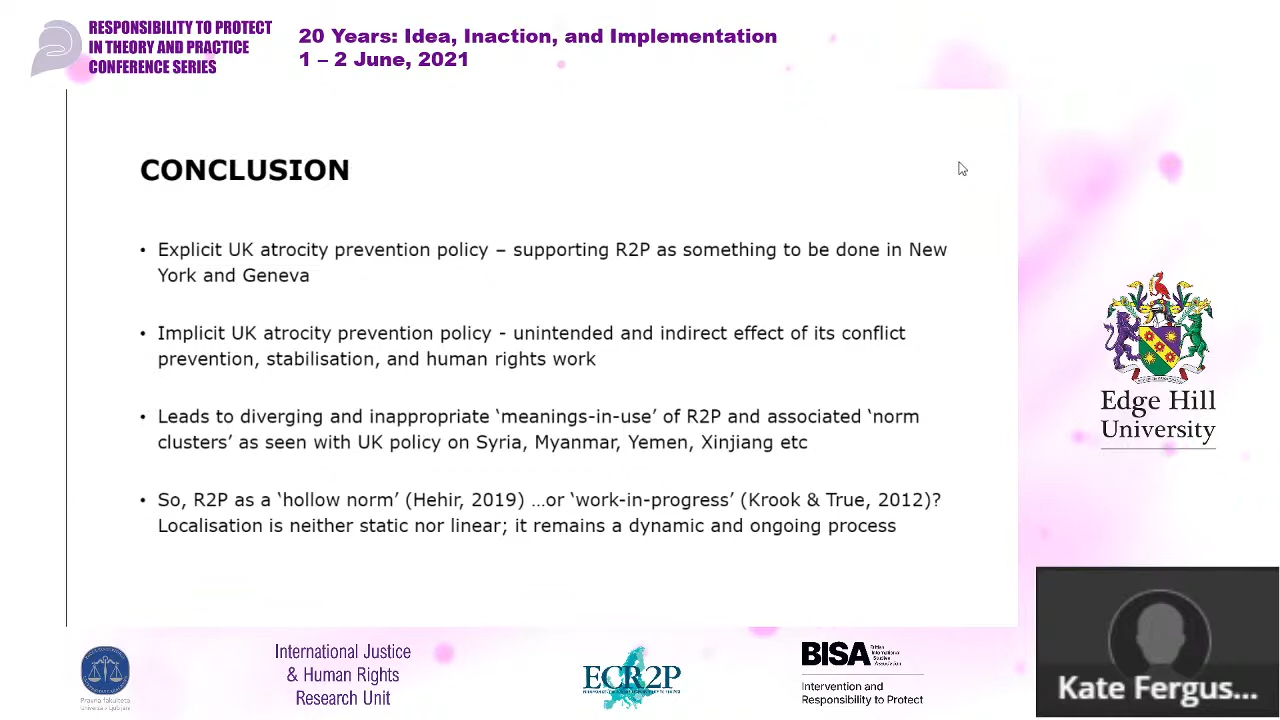 RESPONSIBILITY TO PROTECT
IN THEORY AND PRACTICE
CONFERENCE SERIES
20 Years: Idea, Inaction, and Implementation
1 – 2 June, 2021
CONCLUSION
• Explicit UK atrocity prevention policy – supporting R2P as something to be done in New
York and Geneva
• Implicit UK atrocity prevention policy - unintended and indirect effect of its conflict
prevention, stabilisation, and human rights work
• Leads to diverging and inappropriate ‘meanings-in-use’ of R2P and associated ‘norm
clusters’ as seen with UK policy on Syria, Myanmar, Yemen, Xinjiang etc
• So, R2P as a ‘hollow norm’ (Hehir, 2019) …or ‘work-in-progress’ (Krook & True, 2012)?
Localisation is neither static nor linear; it remains a dynamic and ongoing process
Edge Hill
University
Pravna fakulteta
International Justice
& Human Rights
Research Unit
ECR2P
BISA
British
International
Studies
Association
Intervention and
Responsibility to Protect
Kate Fergus...